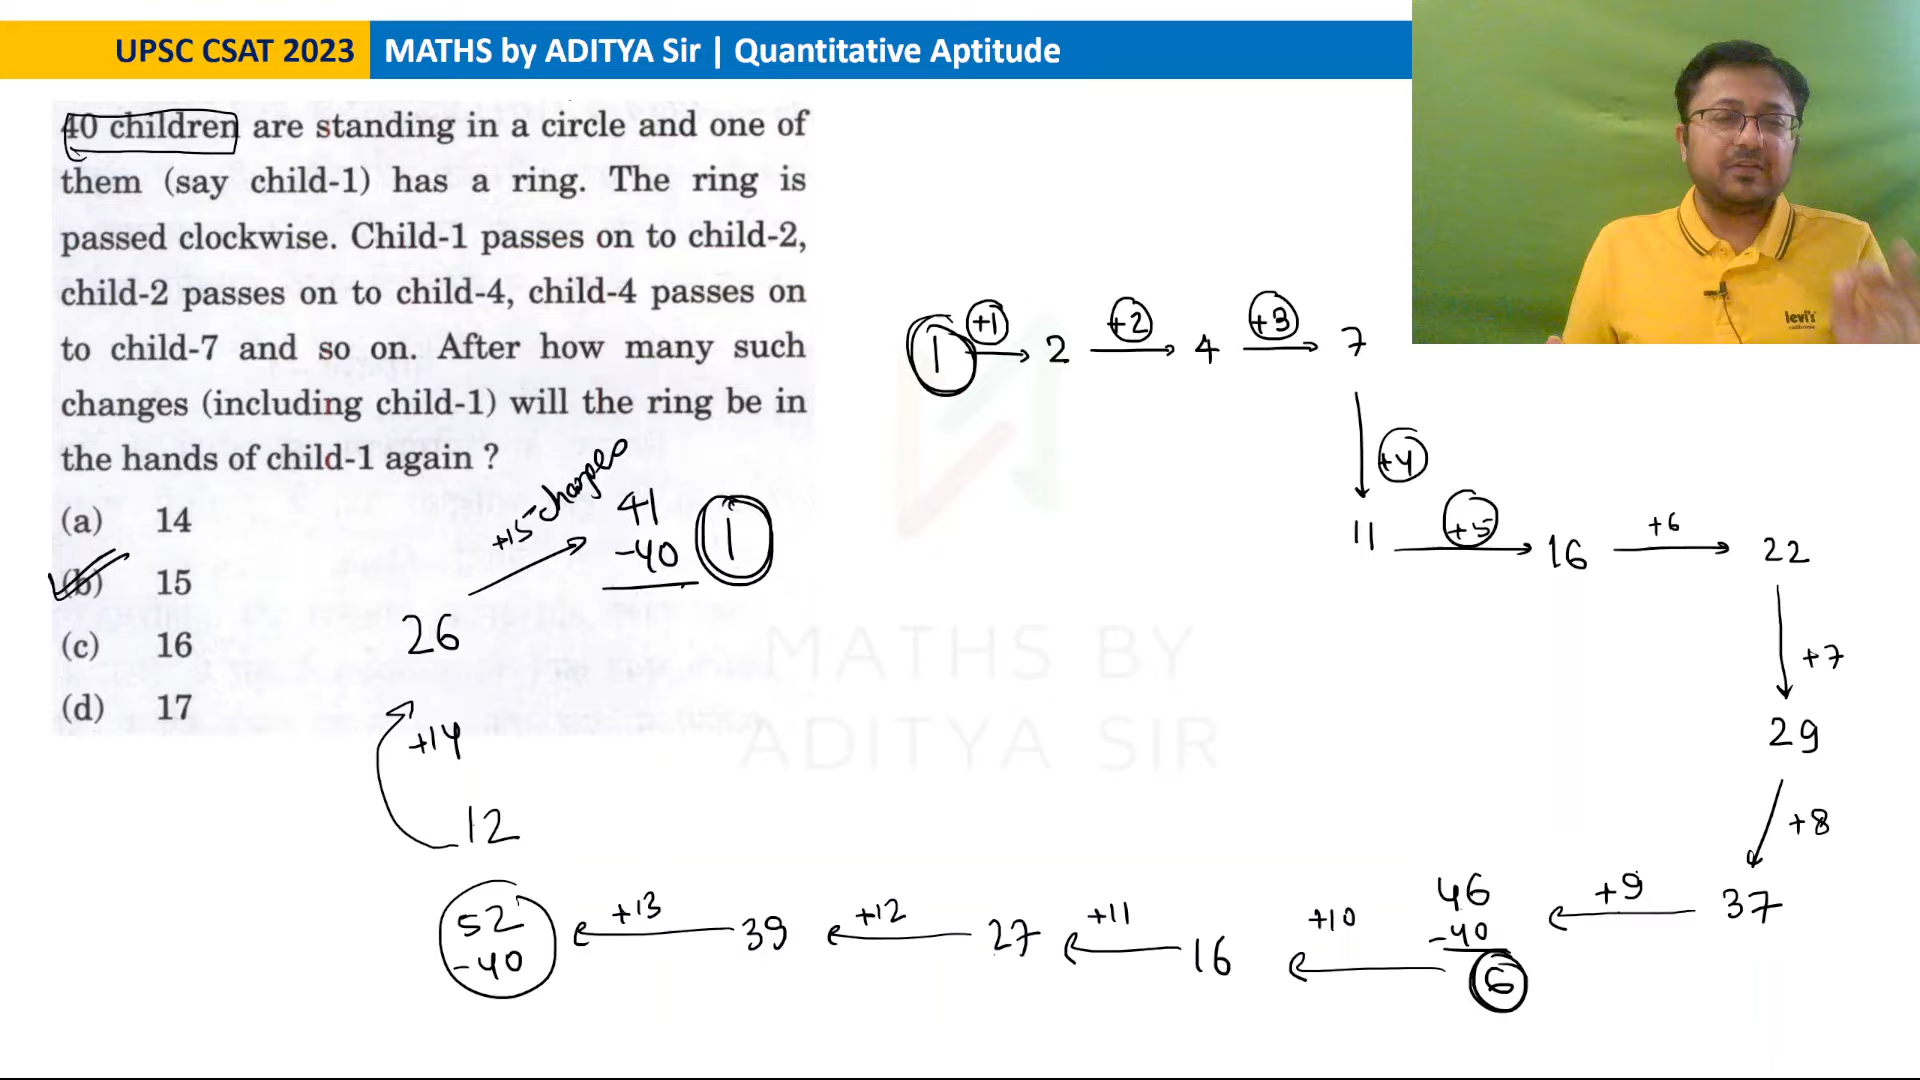 UPSC CSAT 2023 MATHS by ADITYA Sir | Quantitative Aptitude
40 children are standing in a circle and one of
them (say child-1) has a ring. The ring is
passed clockwise. Child-1 passes on to child-2,
child-2 passes on to child-4, child-4 passes on
to child-7 and so on. After how many such
changes (including child-1) will the ring be in
the hands of child-1 again ?
(a) 14
(b) 15
(c) 16
(d) 17
1 +1 2 +2 4 +3 7
+4
11 +5 16 +6 22
+7
29
+8
37
+9
46
-40
6
+10
16
+11
27
+12
39
+13
52
-40
12
+14
26
+15 changes
41
-40
1
MATHS BY
ADITYA SIR
levi's